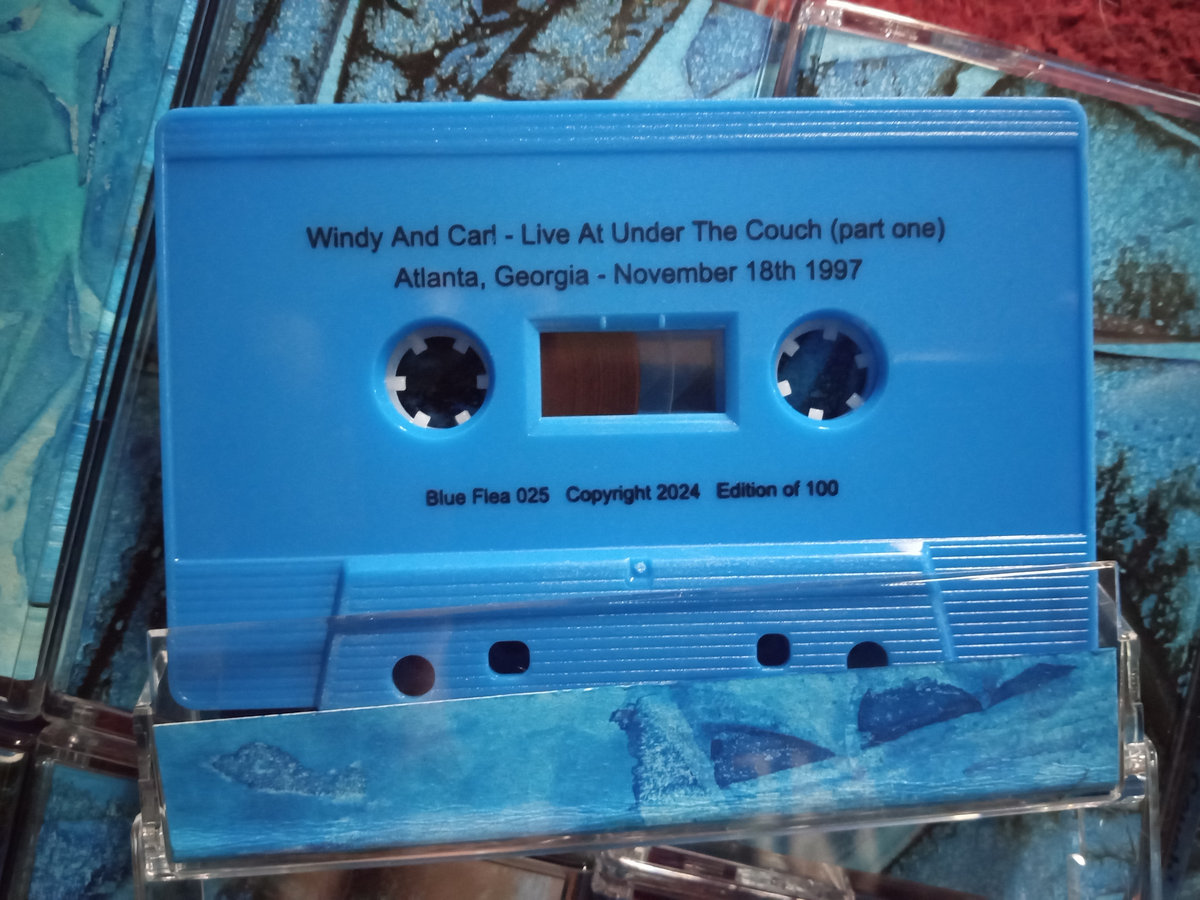 Windy And Carl - Live At Under The Couch (part one)
Atlanta, Georgia - November 18th 1997
Blue Flea 025 Copyright 2024 Edition of 100